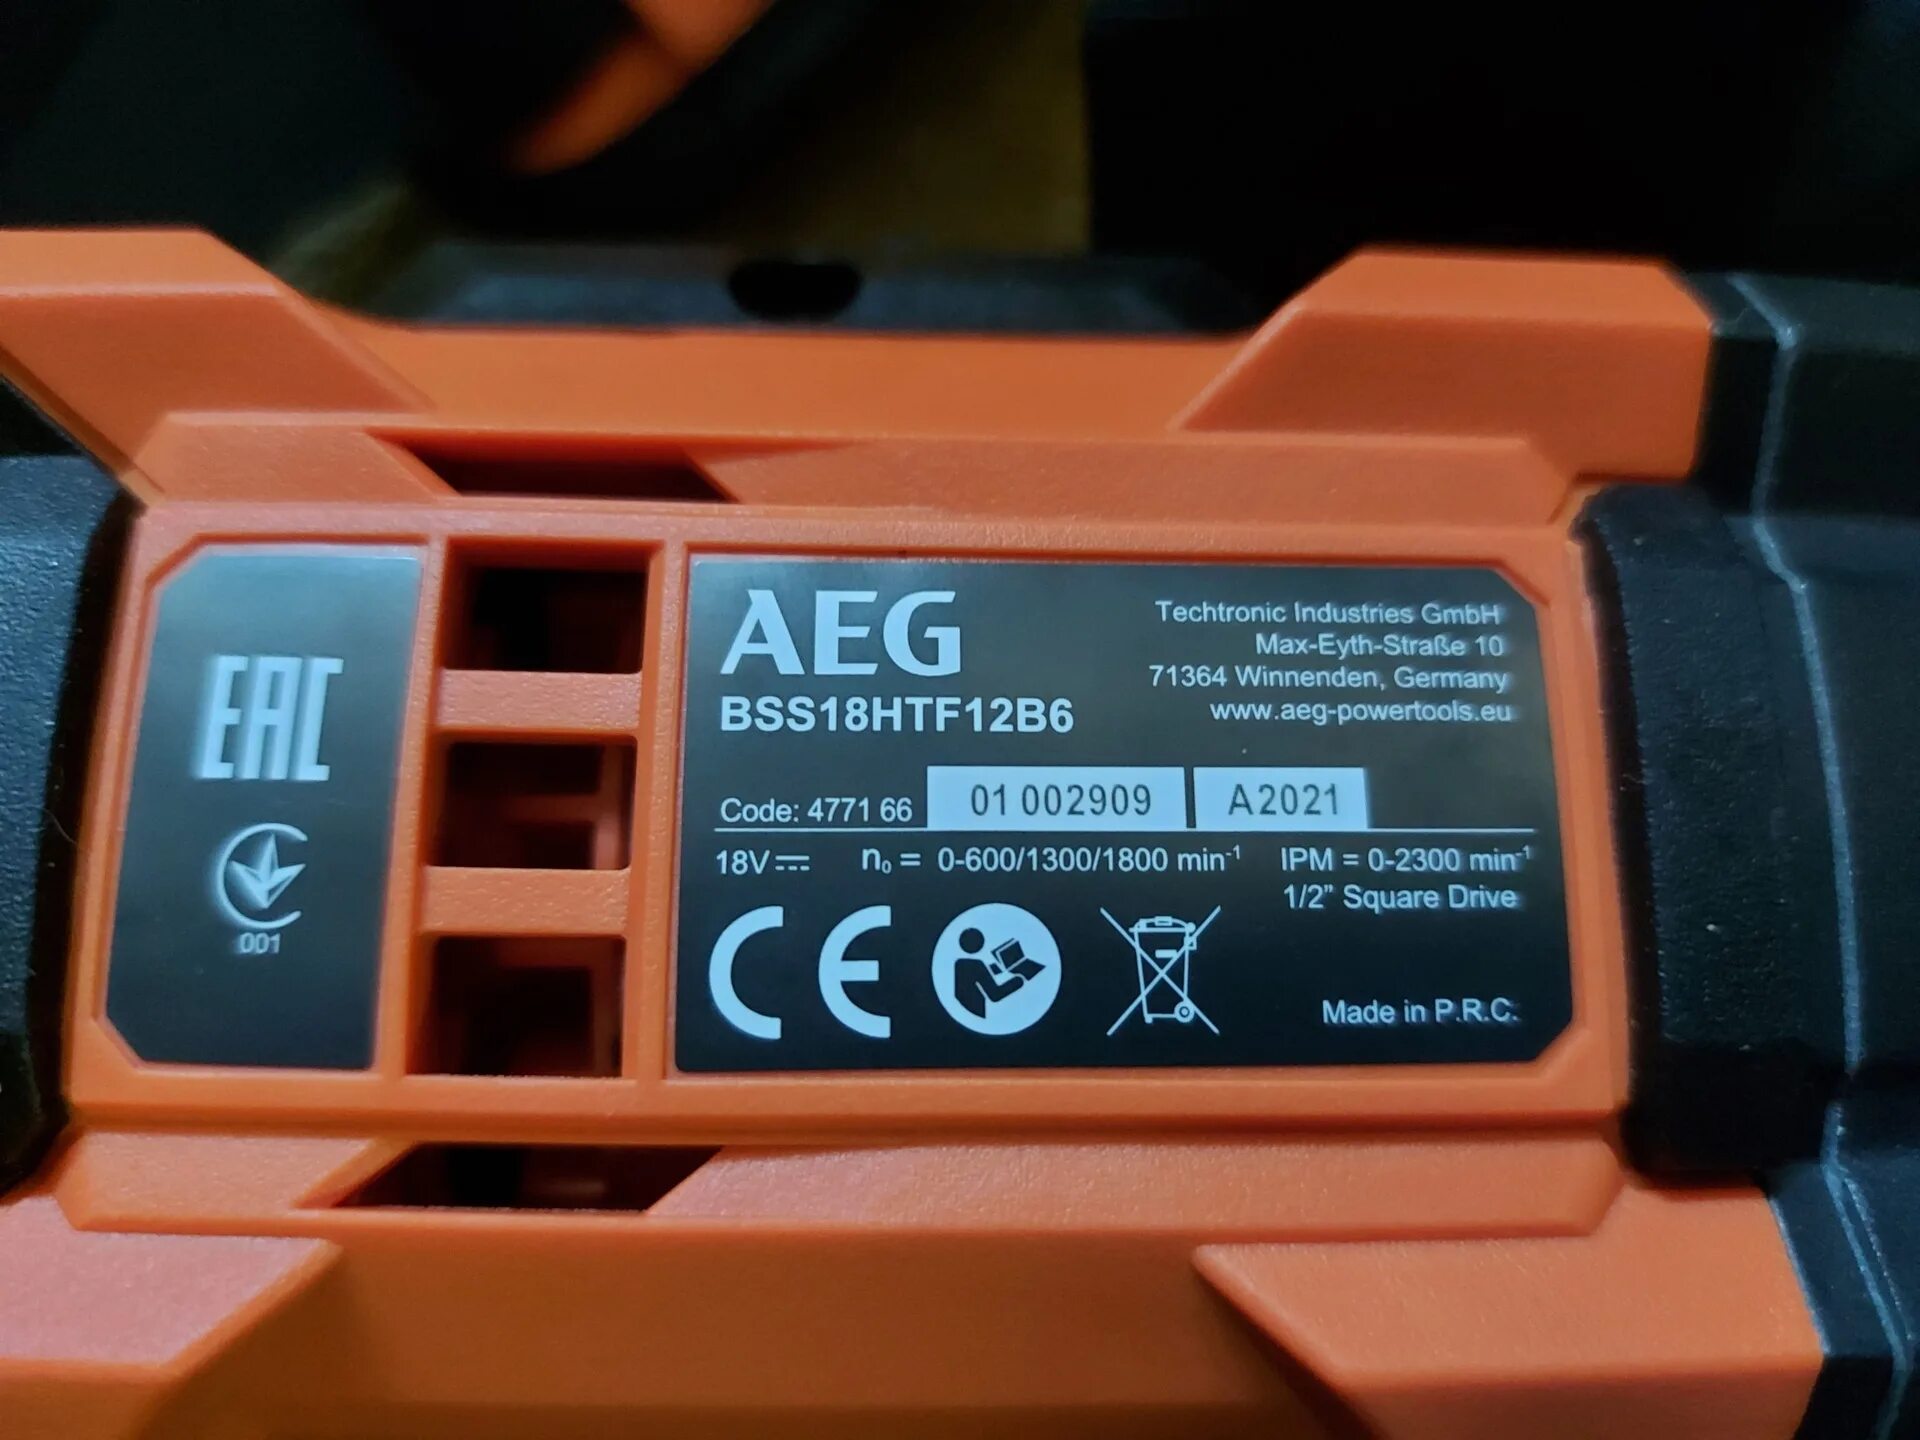 EAC
001
AEG
BSS18HTF12B6
Techtronic Industries GmbH
Max-Eyth-Straße 10
71364 Winnenden, Germany
www.aeg-powertools.eu
Code: 4771 66 01 002909 A2021
18V n₀ = 0-600/1300/1800 min⁻¹ IPM = 0-2300 min⁻¹
1/2" Square Drive
CE
Made in P.R.C.